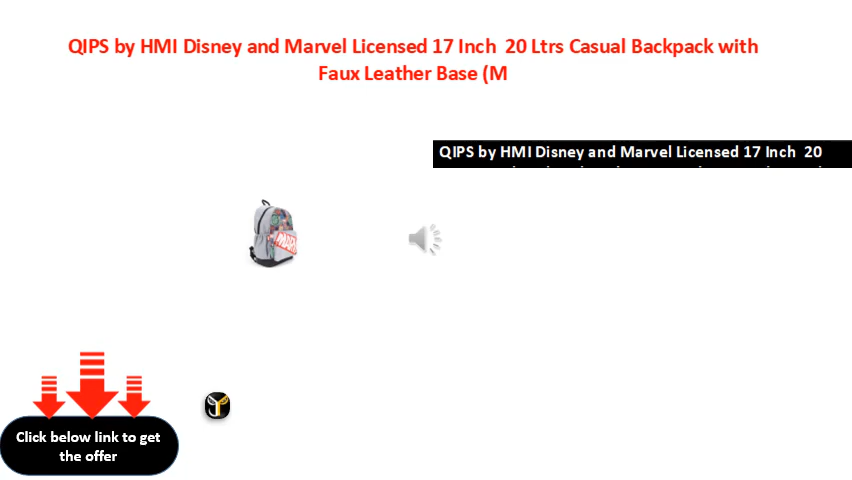 QIPS by HMI Disney and Marvel Licensed 17 Inch 20 Ltrs Casual Backpack with
Faux Leather Base (M
QIPS by HMI Disney and Marvel Licensed 17 Inch 20
Click below link to get
the offer